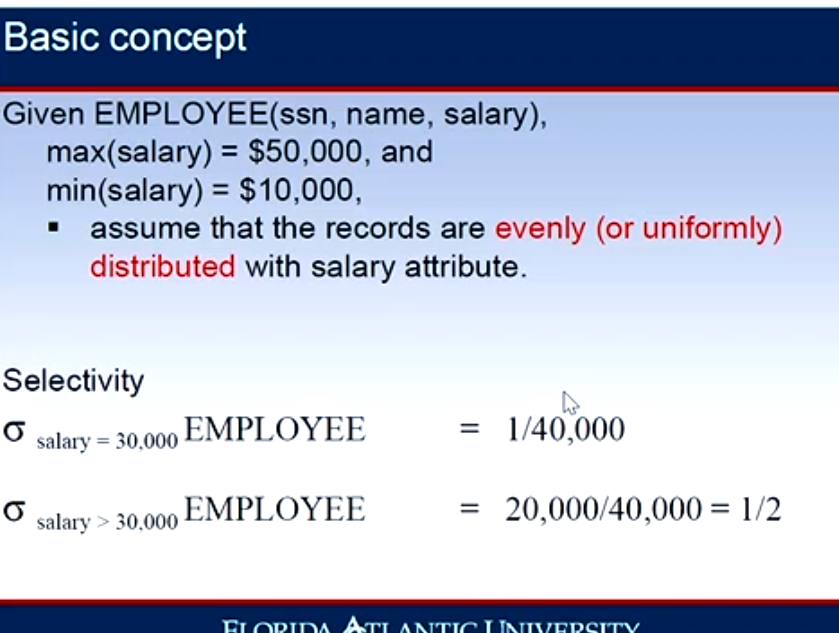 Basic concept
Given EMPLOYEE(ssn, name, salary),
max(salary) = $50,000, and
min(salary) = $10,000,
▪ assume that the records are evenly (or uniformly)
distributed with salary attribute.
Selectivity
σ salary = 30,000 EMPLOYEE = 1/40,000
σ salary > 30,000 EMPLOYEE = 20,000/40,000 = 1/2
FLORIDA ATLANTIC UNIVERSITY